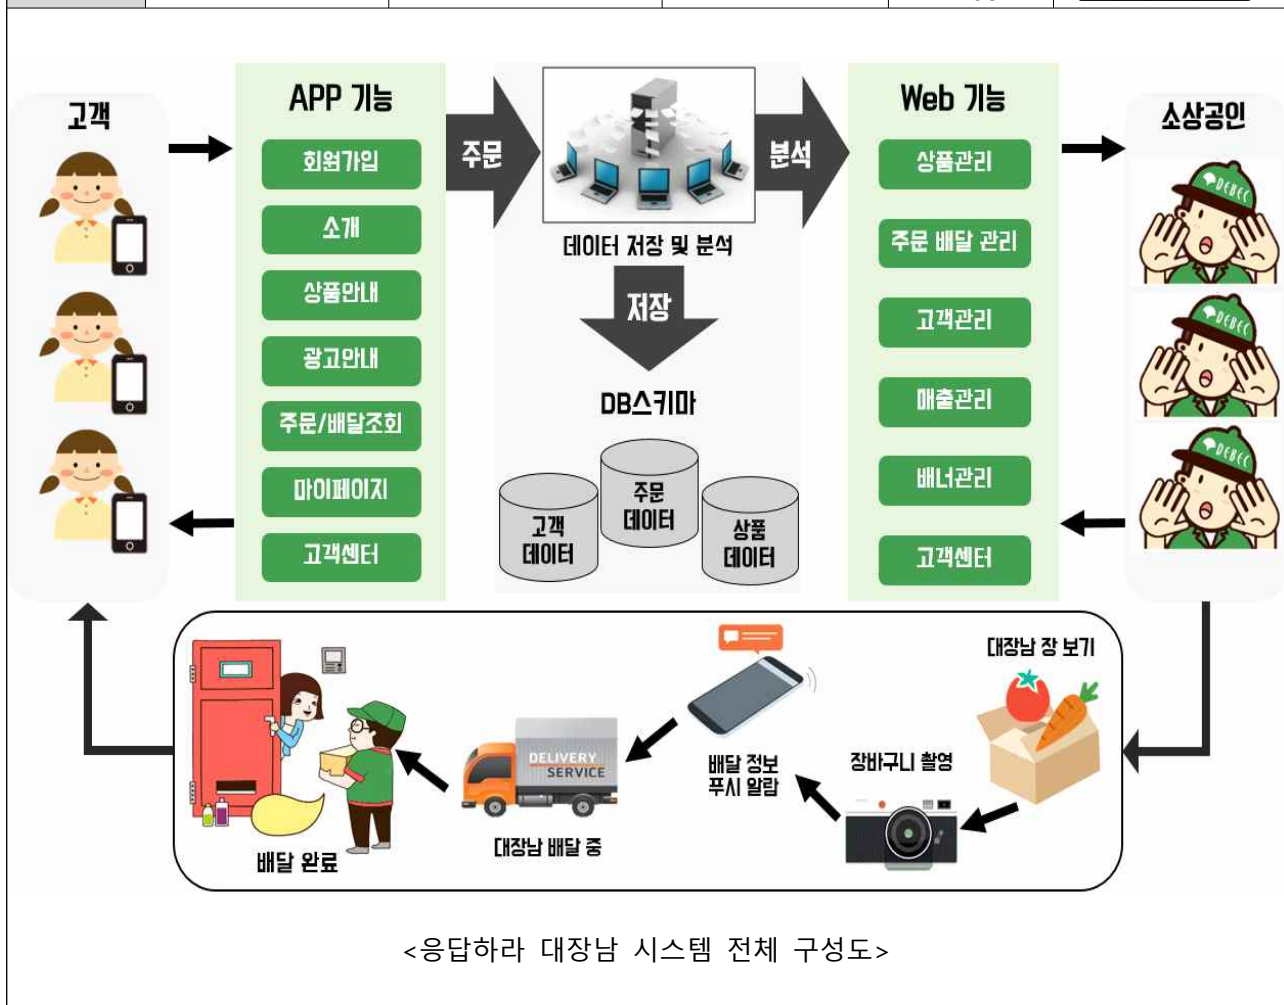 고객
APP 기능
회원가입
소개
상품안내
광고안내
주문/배달조회
마이페이지
고객센터
주문
데이터 저장 및 분석
분석
저장
DB스키마
고객
데이터
주문
데이터
상품
데이터
Web 기능
상품관리
주문 배달 관리
고객관리
매출관리
배너관리
고객센터
소상공인
DEBEC
DEBEC
DEBEC
대장남 장 보기
장바구니 촬영
배달 정보
푸시 알람
DELIVERY
SERVICE
대장남 배달 중
배달 완료
<응답하라 대장남 시스템 전체 구성도>